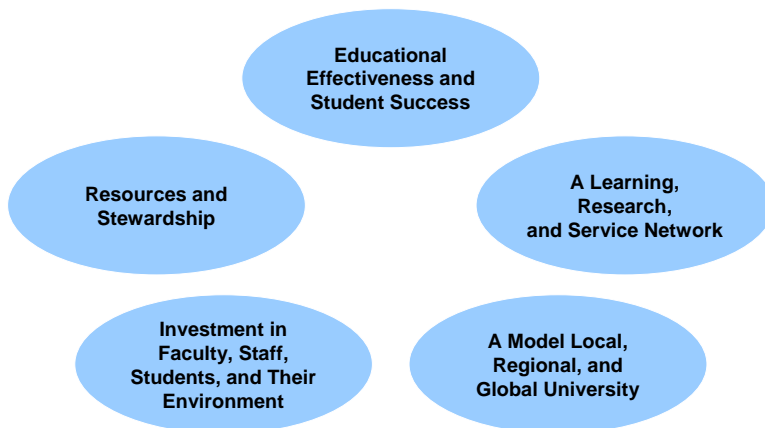 Educational
Effectiveness and
Student Success
Resources and
Stewardship
A Learning,
Research,
and Service Network
Investment in
Faculty, Staff,
Students, and Their
Environment
A Model Local,
Regional, and
Global University